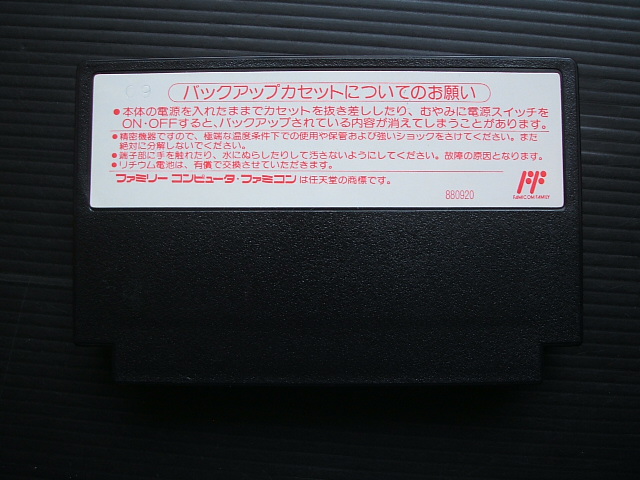 バックアップカセットについてのお願い
●本体の電源を入れたままでカセットを抜き差ししたり、むやみに電源スイッチを
ON・OFFすると、バックアップされている内容が消えてしまうことがあります。
●精密機器ですので、極端な温度条件下での使用や保管および強いショックをさけてください。また
絶対に分解しないでください。
●端子部に手を触れたり、水にぬらしたりして汚さないようにしてください。故障の原因となります。
●リチウム電池は、有償で交換させていただきます。
ファミリー コンピュータ・ファミコンは任天堂の商標です。
880920
FAMICOM FAMILY